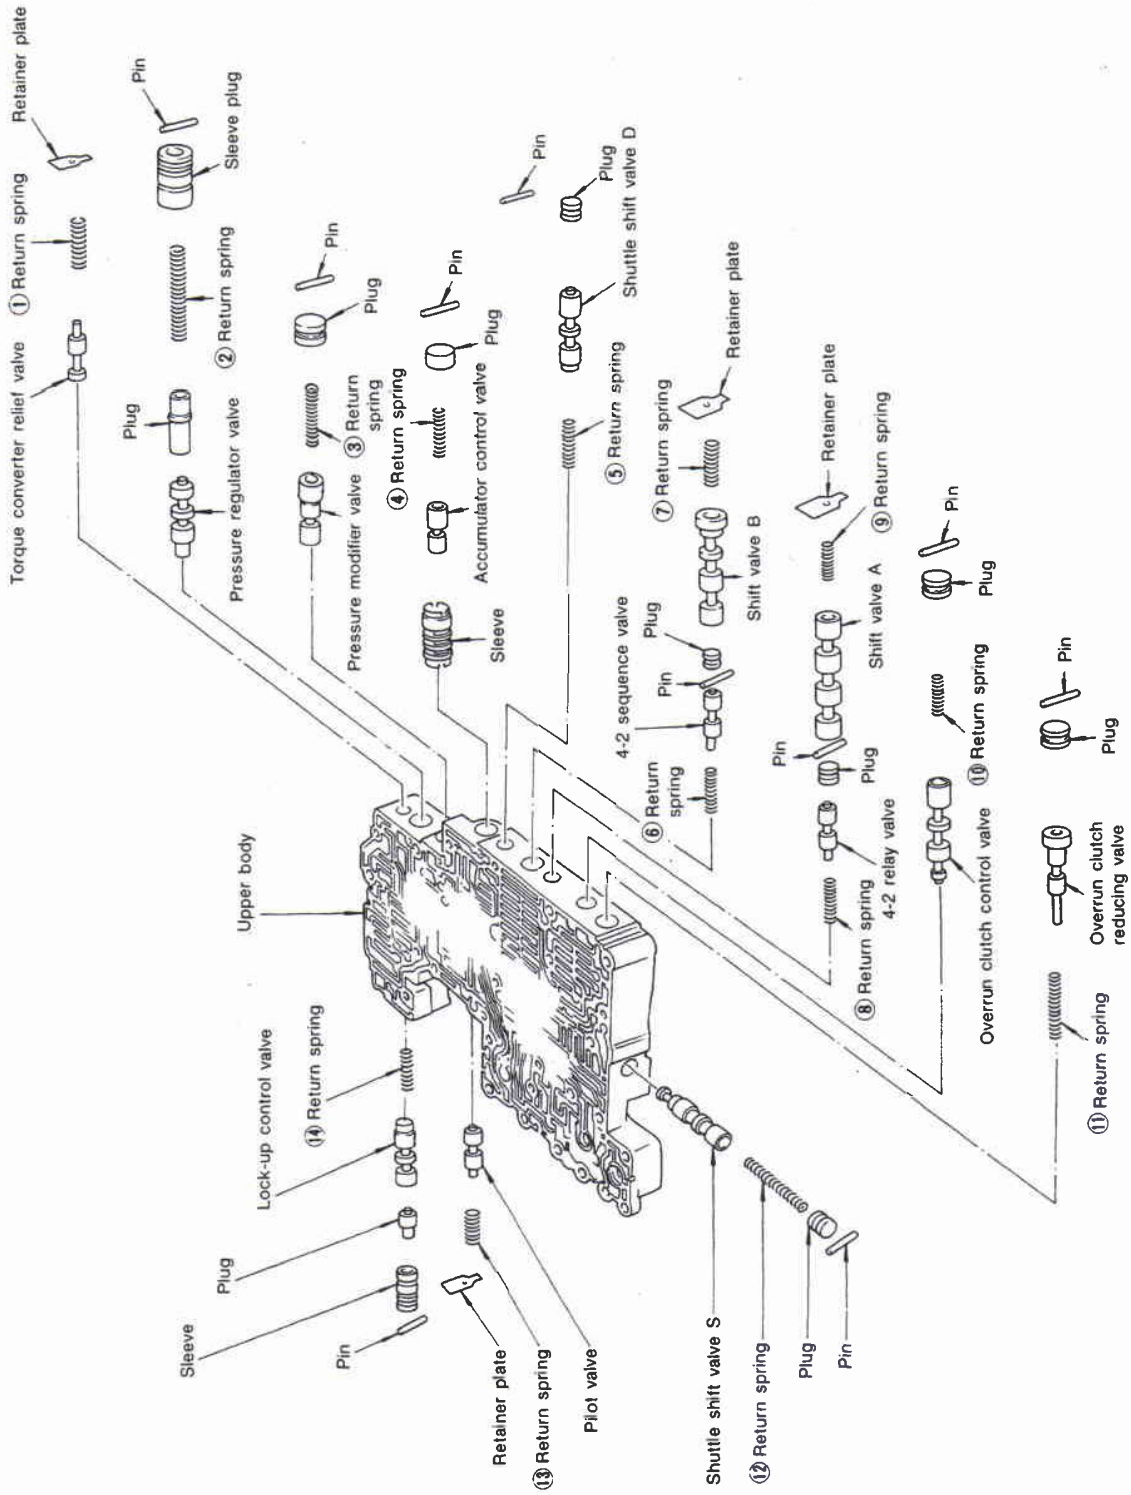 Torque converter relief valve
① Return spring
Retainer plate
Plug
Pin
Pressure regulator valve
② Return spring
Sleeve plug
Pressure modifier valve
③ Return
spring
Plug
Pin
④ Return spring
Sleeve
Accumulator control valve
Plug
Pin
⑤ Return spring
Shuttle shift valve D
Plug
Pin
⑥ Return
spring
4-2 sequence valve
Pin
Plug
Shift valve B
⑦ Return spring
Retainer plate
⑧ Return spring
4-2 relay valve
Plug
Pin
Shift valve A
⑨ Return spring
Retainer plate
Overrun clutch control valve
⑩ Return spring
Plug
Pin
⑪ Return spring
Overrun clutch
reducing valve
Plug
Pin
Upper body
Lock-up control valve
⑭ Return spring
Plug
Sleeve
Pin
Retainer plate
⑬ Return spring
Pilot valve
Shuttle shift valve S
⑫ Return spring
Plug
Pin